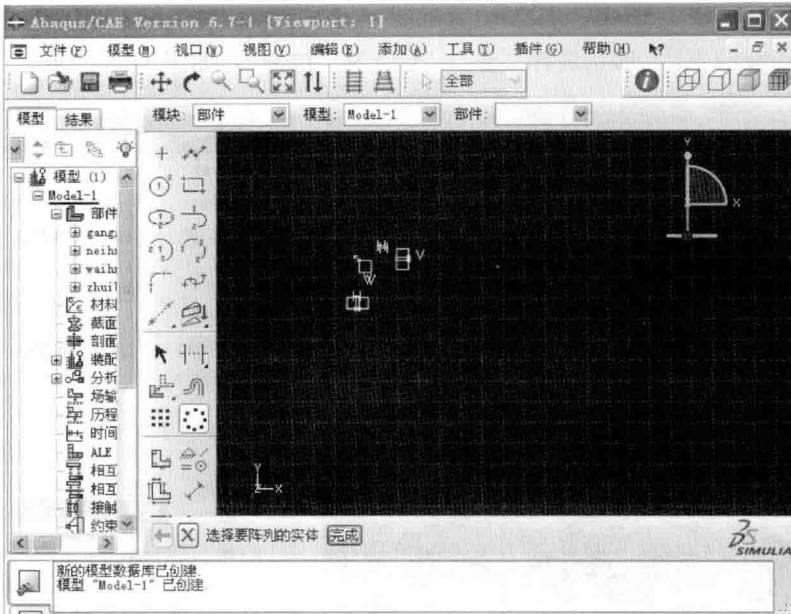 Abaqus/CAE Version 6.7-1 [Viewport: 1]
文件(F) 模型(M) 视口(W) 视图(V) 编辑(E) 添加(A) 工具(T) 插件(G) 帮助(H)
全部
模型 结果 模块: 部件 模型: Model-1 部件:
模型 (1)
Model-1
部件
gang
neih
waih
zhui
材料
截面
剖面
装配
分析
场输
历程
时间
ALE
相互
相互
接触
约束
Y
X
H
V
H
Y
Z X
选择要阵列的实体 完成
SIMULIA
新的模型数据库已创建.
模型 "Model-1" 已创建